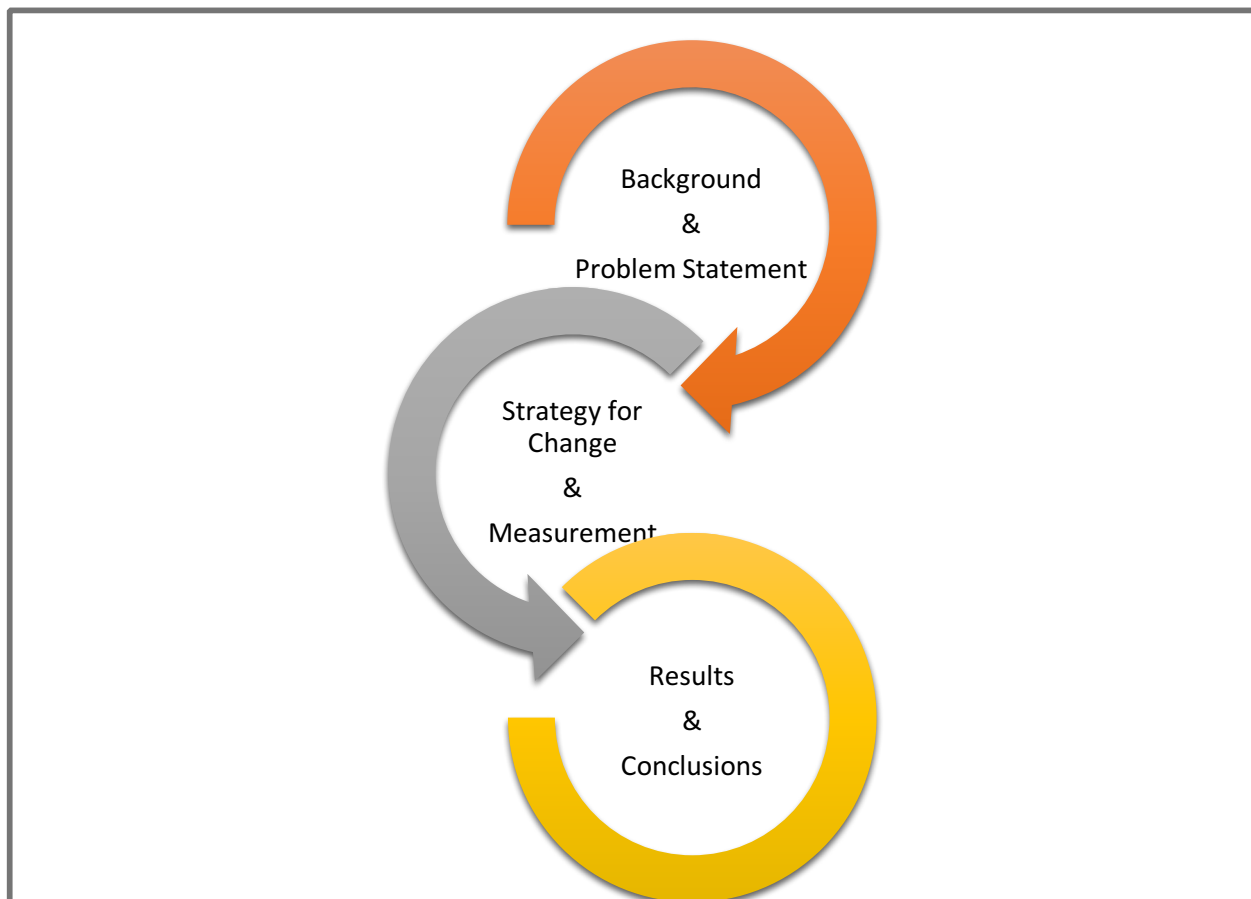 Background
&
Problem Statement
Strategy for
Change
&
Measurement
Results
&
Conclusions